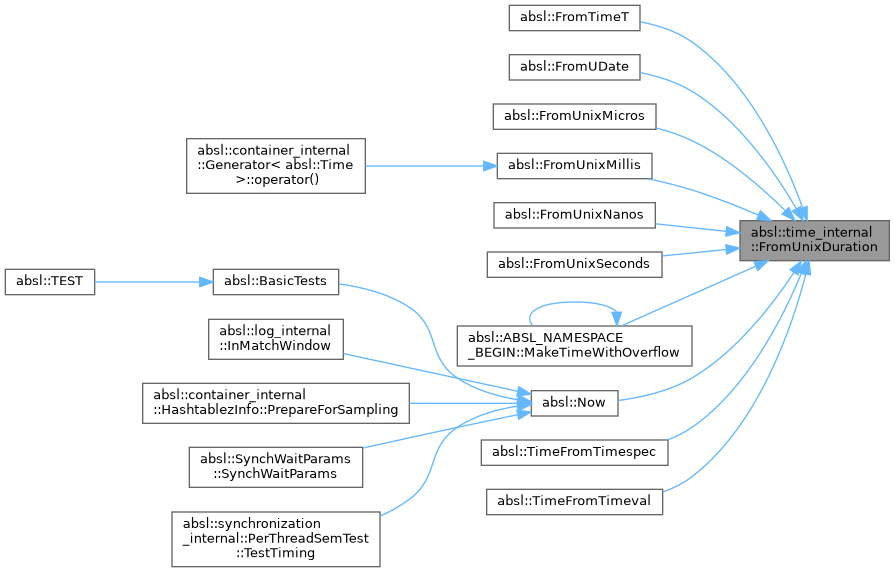 absl::FromTimeT
absl::FromUDate
absl::FromUnixMicros
absl::container_internal
::Generator< absl::Time
>::operator()
absl::FromUnixMillis
absl::FromUnixNanos
absl::time_internal
::FromUnixDuration
absl::FromUnixSeconds
absl::TEST
absl::BasicTests
absl::log_internal
::InMatchWindow
absl::ABSL_NAMESPACE
_BEGIN::MakeTimeWithOverflow
absl::container_internal
::HashtablezInfo::PrepareForSampling
absl::Now
absl::SynchWaitParams
::SynchWaitParams
absl::TimeFromTimespec
absl::synchronization
_internal::PerThreadSemTest
::TestTiming
absl::TimeFromTimeval